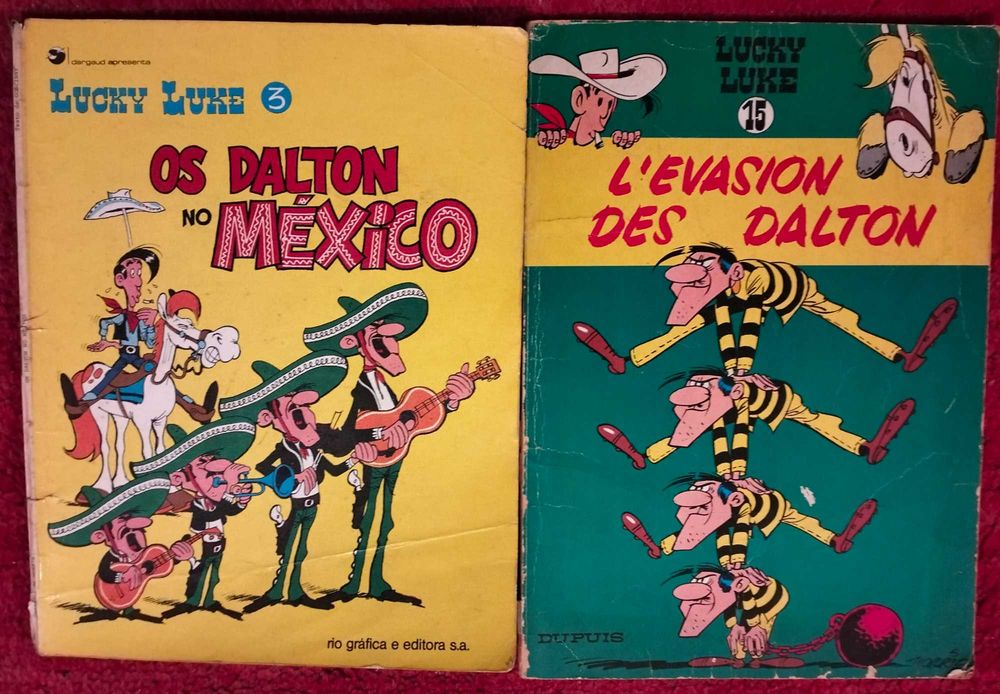 dargaud apresenta
LUCKY LUKE 3
OS DALTON
NO MÉXICO
rio gráfica e editora s.a.
LUCKY
LUKE
15
L'EVASION
DES DALTON
DUPUIS